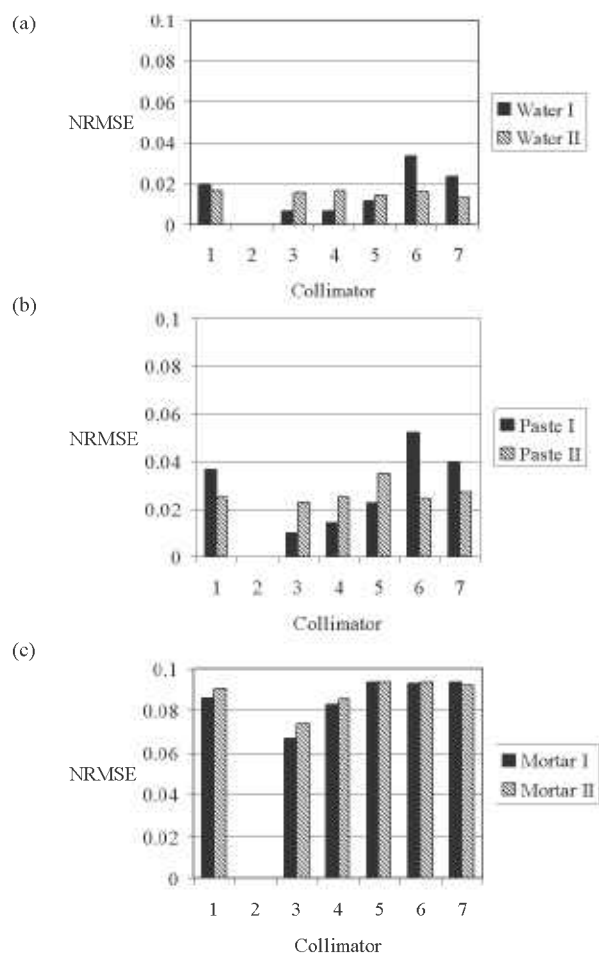 (a)
0.1
0.08
0.06
NRMSE
0.04
0.02
0
1 2 3 4 5 6 7
Collimator
Water I
Water II
(b)
0.1
0.08
0.06
NRMSE
0.04
0.02
0
1 2 3 4 5 6 7
Collimator
Paste I
Paste II
(c)
0.1
0.08
0.06
NRMSE
0.04
0.02
0
1 2 3 4 5 6 7
Collimator
Mortar I
Mortar II